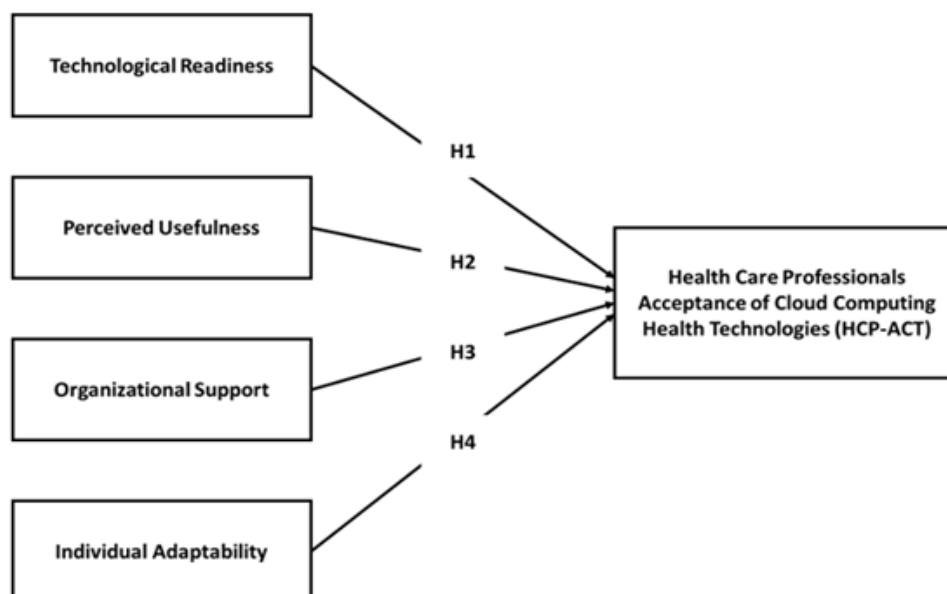 Technological Readiness
H1
Perceived Usefulness
H2
Health Care Professionals
Acceptance of Cloud Computing
Health Technologies (HCP-ACT)
Organizational Support
H3
H4
Individual Adaptability